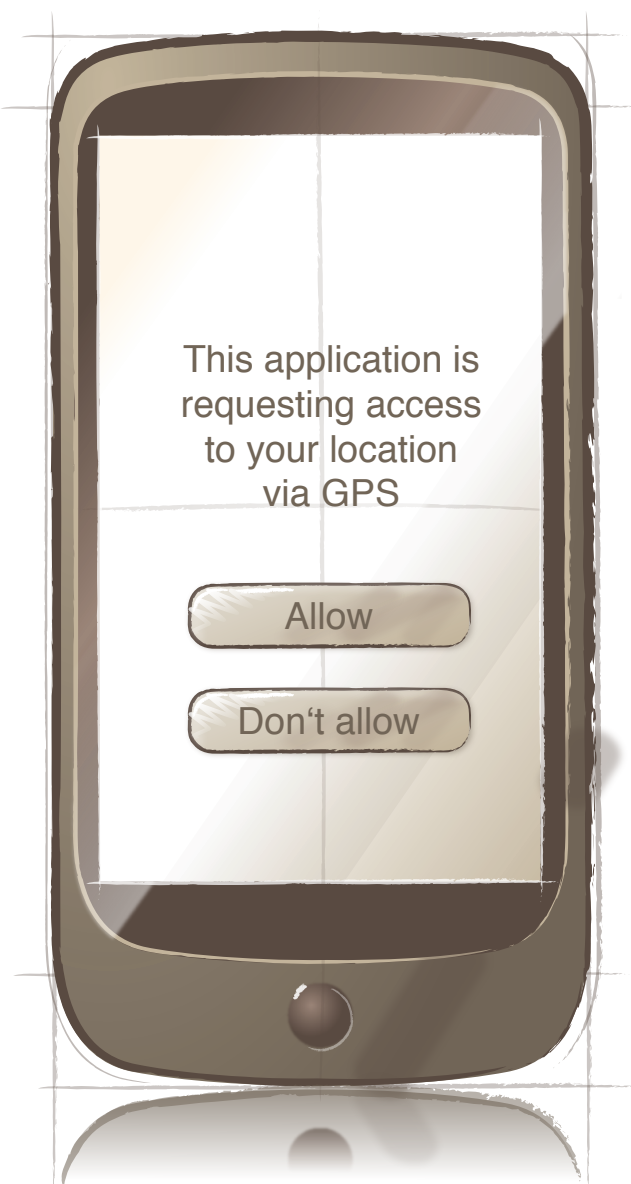 This application is
requesting access
to your location
via GPS
Allow
Don‘t allow